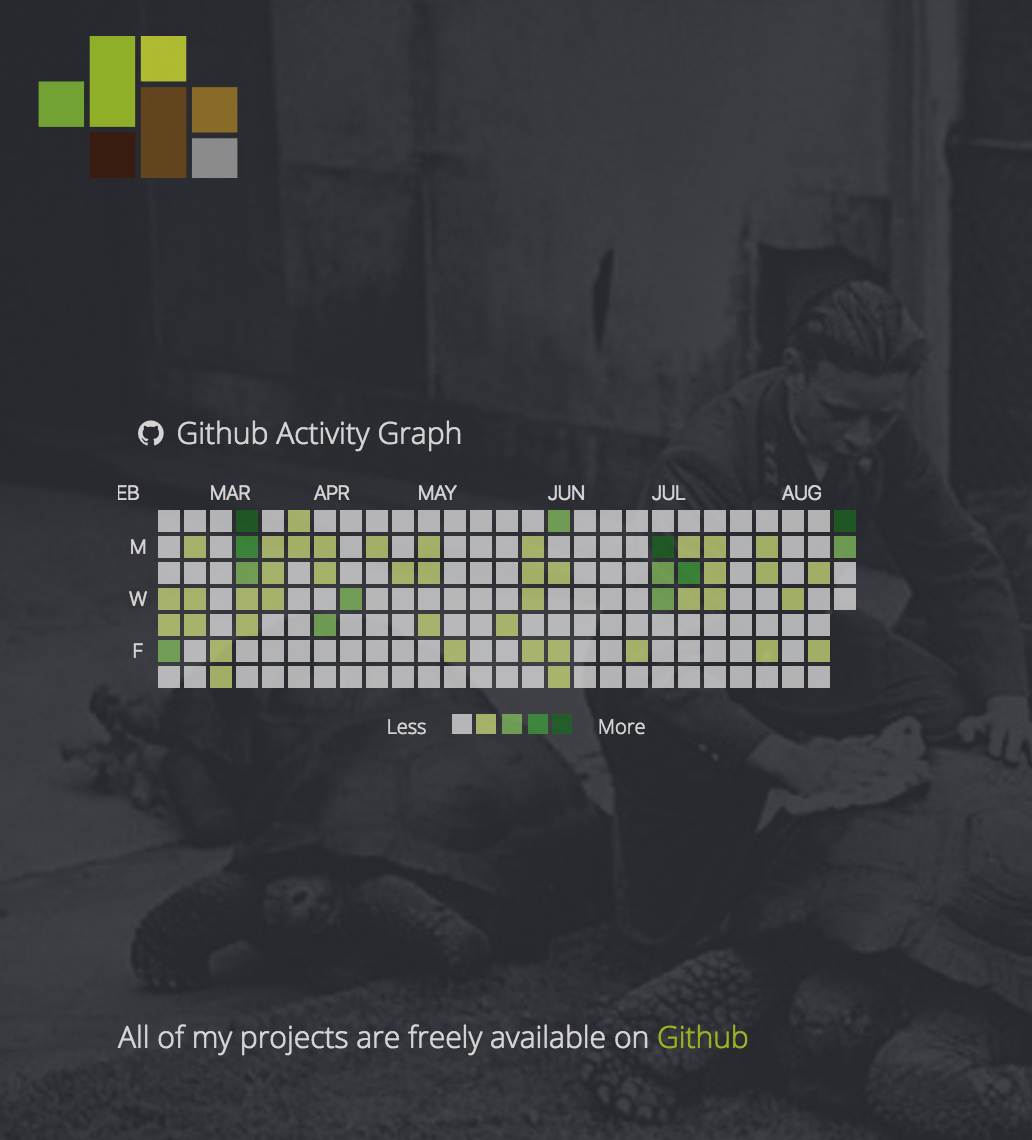 Github Activity Graph
EB MAR APR MAY JUN JUL AUG
M
W
F
Less More
All of my projects are freely available on Github